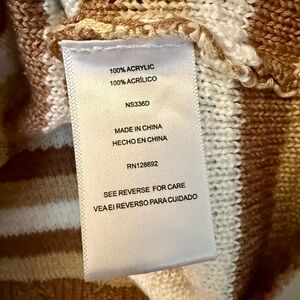 100% ACRYLIC
100% ACRÍLICO
NS336D
MADE IN CHINA
HECHO EN CHINA
RN128692
SEE REVERSE FOR CARE
VEA EI REVERSO PARA CUIDADO